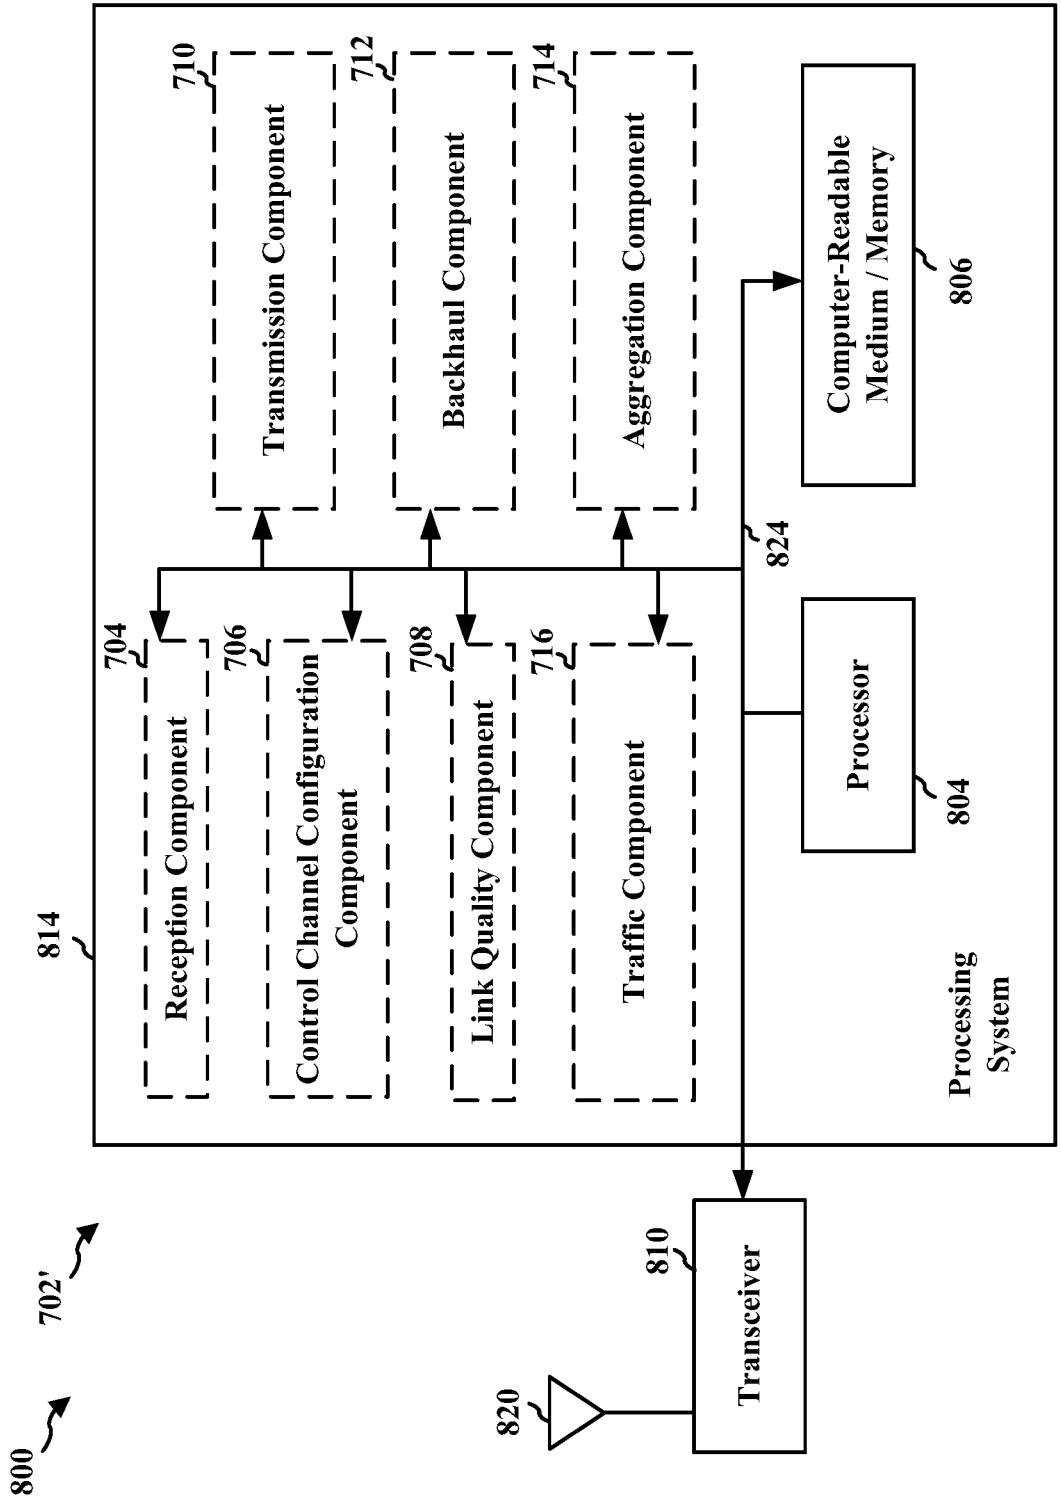 800
702'
814
704
Reception Component
706
Control Channel Configuration
Component
708
Link Quality Component
716
Traffic Component
710
Transmission Component
712
Backhaul Component
714
Aggregation Component
824
820
810
Transceiver
Processor
804
Computer-Readable
Medium / Memory
806
Processing
System